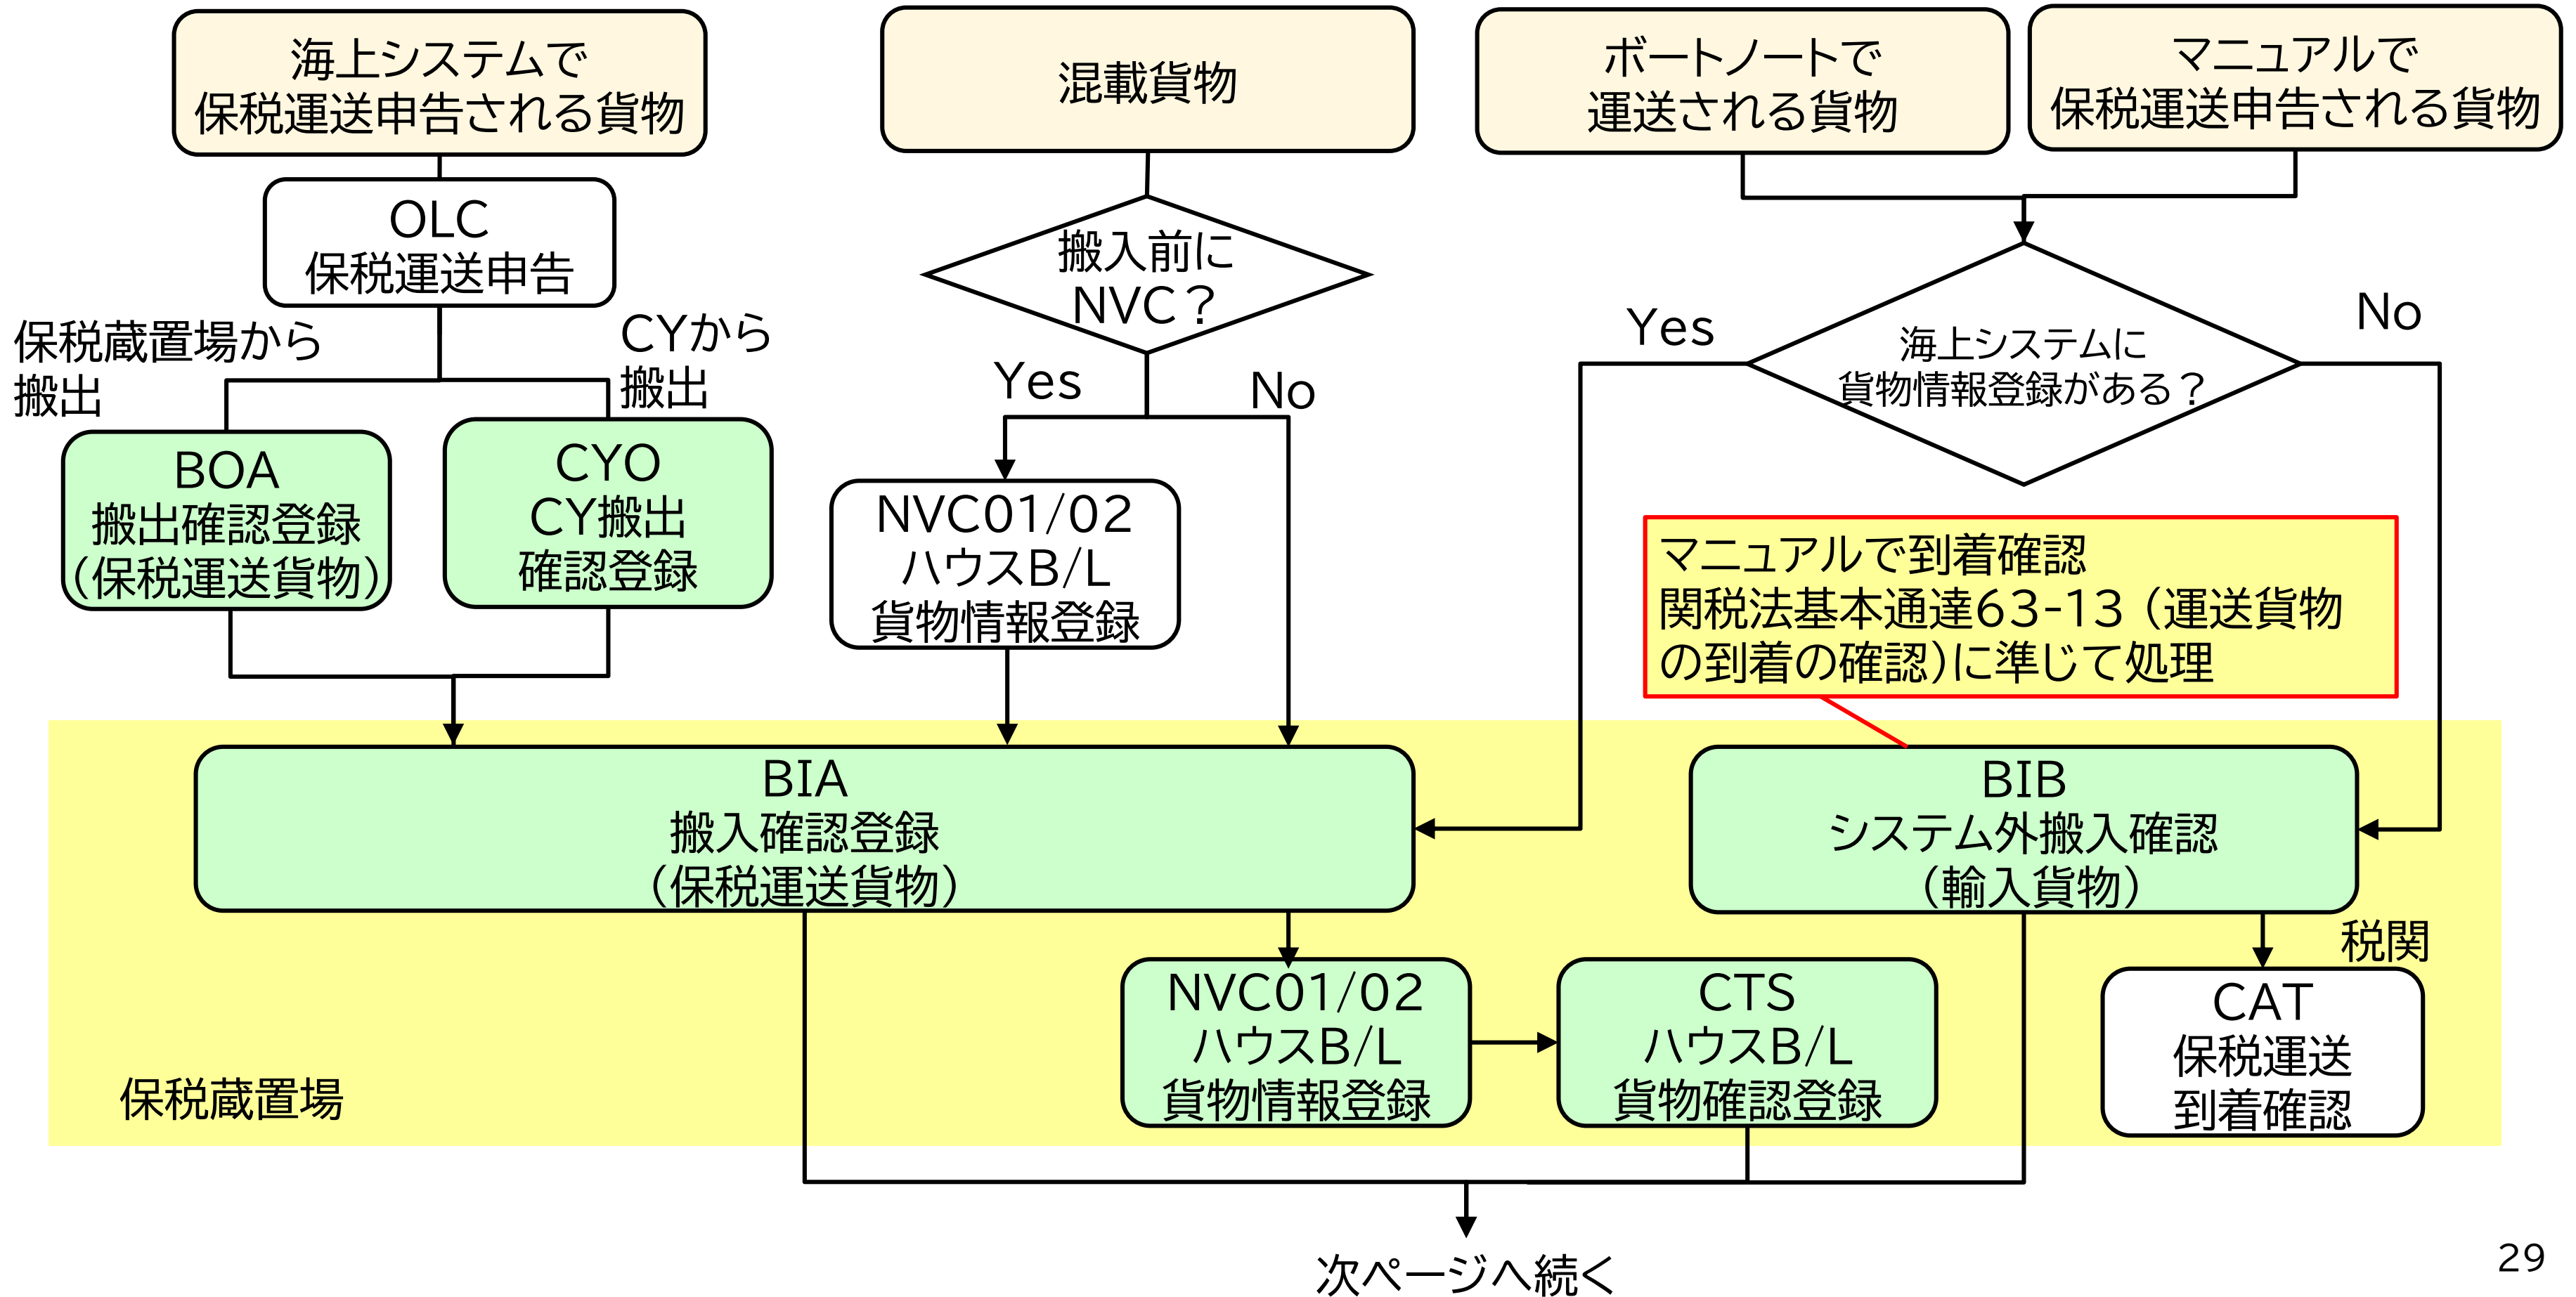 海上システムで
保税運送申告される貨物
混載貨物
ボートノートで
運送される貨物
マニュアルで
保税運送申告される貨物
OLC
保税運送申告
搬入前に
NVC？
海上システムに
貨物情報登録がある？
保税蔵置場から
搬出
CYから
搬出
Yes
No
Yes
No
BOA
搬出確認登録
（保税運送貨物）
CYO
CY搬出
確認登録
NVC01/02
ハウスB/L
貨物情報登録
マニュアルで到着確認
関税法基本通達63-13（運送貨物
の到着の確認）に準じて処理
BIA
搬入確認登録
（保税運送貨物）
BIB
システム外搬入確認
（輸入貨物）
税関
NVC01/02
ハウスB/L
貨物情報登録
CTS
ハウスB/L
貨物確認登録
CAT
保税運送
到着確認
保税蔵置場
次ページへ続く
29